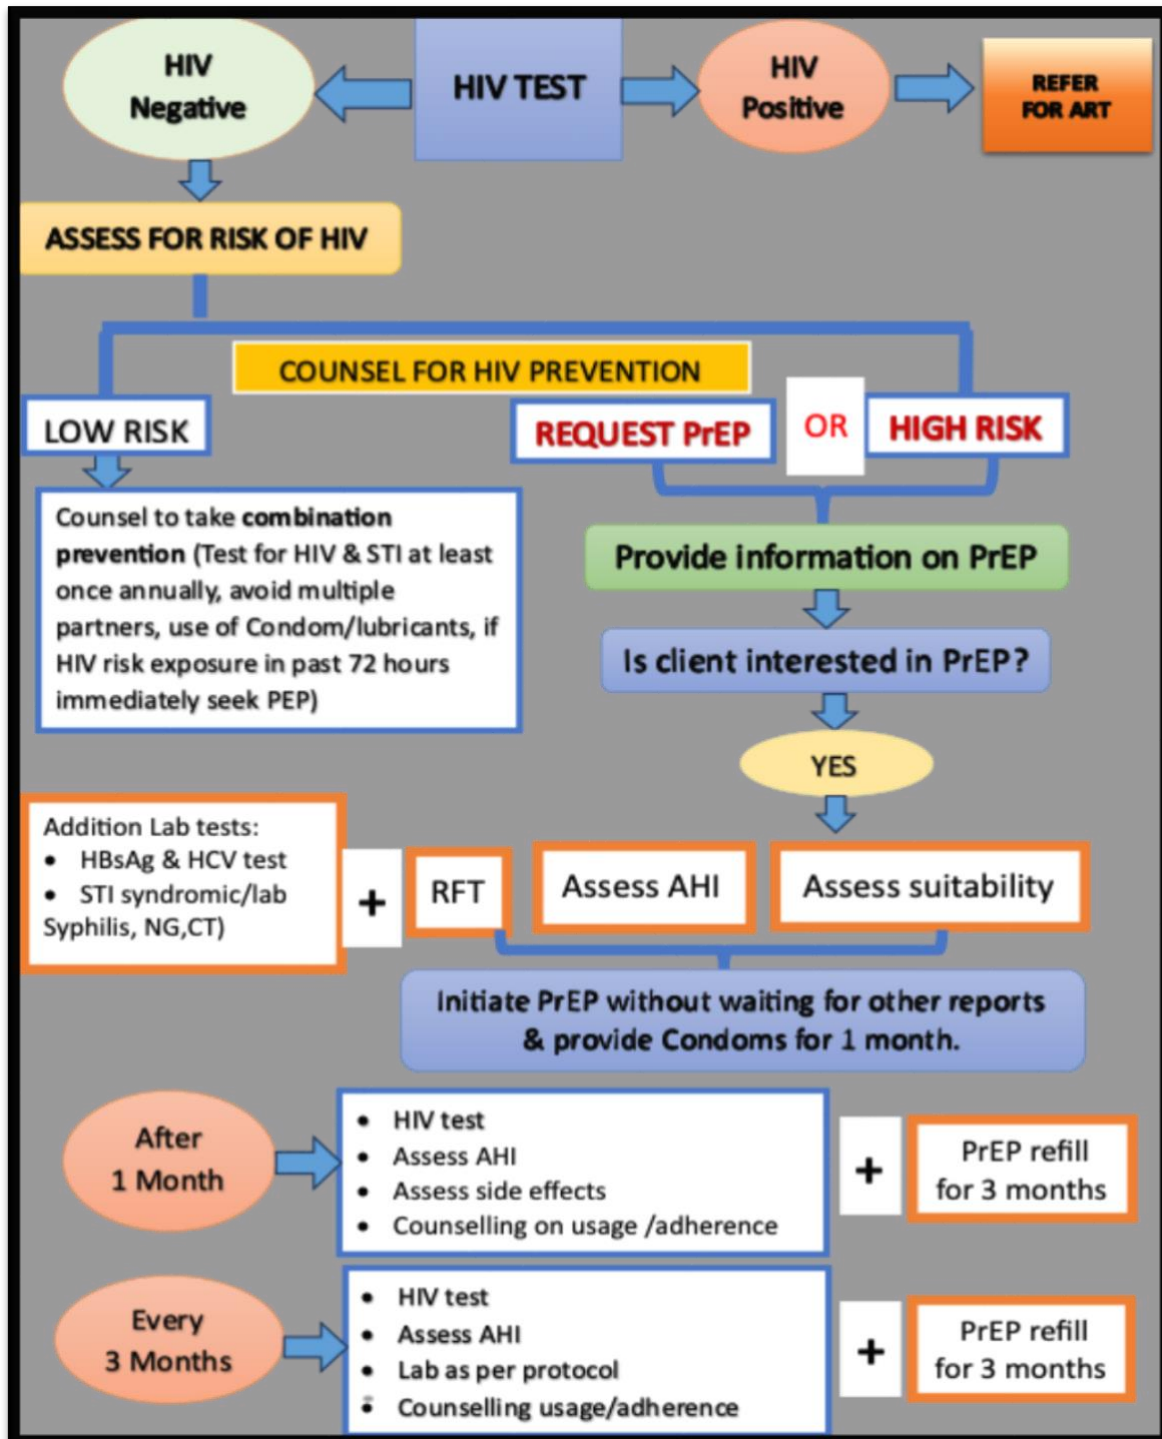 HIV
Negative
HIV TEST
HIV
Positive
REFER
FOR ART
ASSESS FOR RISK OF HIV
COUNSEL FOR HIV PREVENTION
LOW RISK
REQUEST PrEP
OR
HIGH RISK
Counsel to take combination
prevention (Test for HIV & STI at least
once annually, avoid multiple
partners, use of Condom/lubricants, if
HIV risk exposure in past 72 hours
immediately seek PEP)
Provide information on PrEP
Is client interested in PrEP?
YES
Addition Lab tests:
• HBsAg & HCV test
• STI syndromic/lab
Syphilis, NG,CT)
+
RFT
Assess AHI
Assess suitability
Initiate PrEP without waiting for other reports
& provide Condoms for 1 month.
After
1 Month
• HIV test
• Assess AHI
• Assess side effects
• Counselling on usage /adherence
+
PrEP refill
for 3 months
Every
3 Months
• HIV test
• Assess AHI
• Lab as per protocol
• Counselling usage/adherence
+
PrEP refill
for 3 months